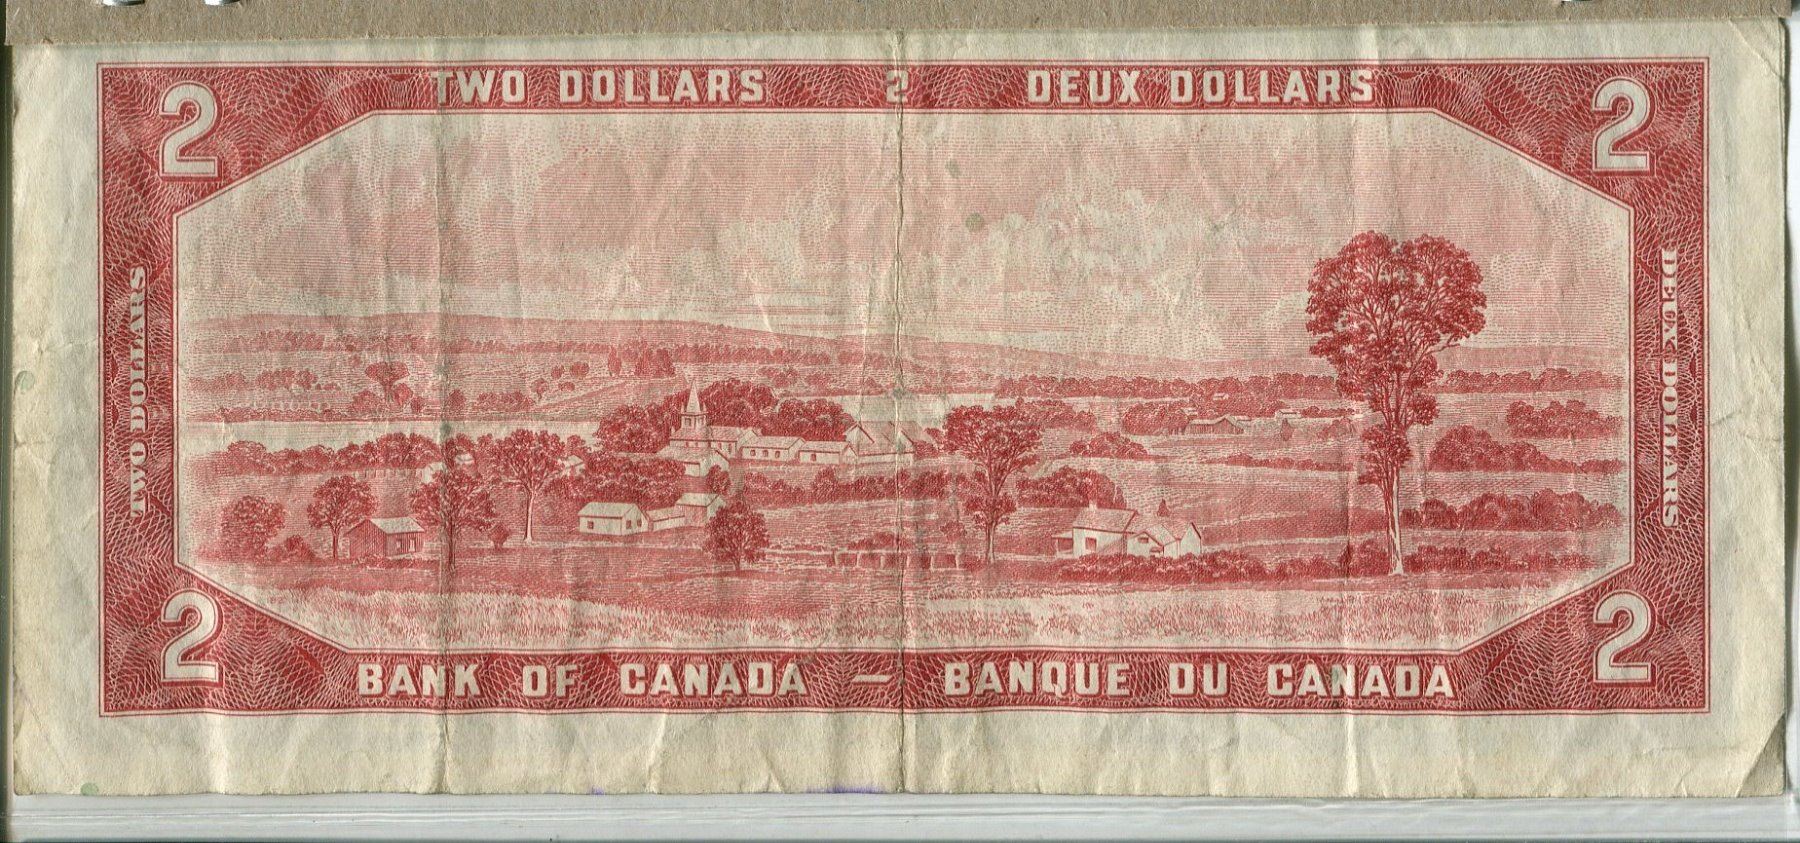 TWO DOLLARS 2 DEUX DOLLARS
2 2
TWO DOLLARS
DEUX DOLLARS
2 2
BANK OF CANADA – BANQUE DU CANADA